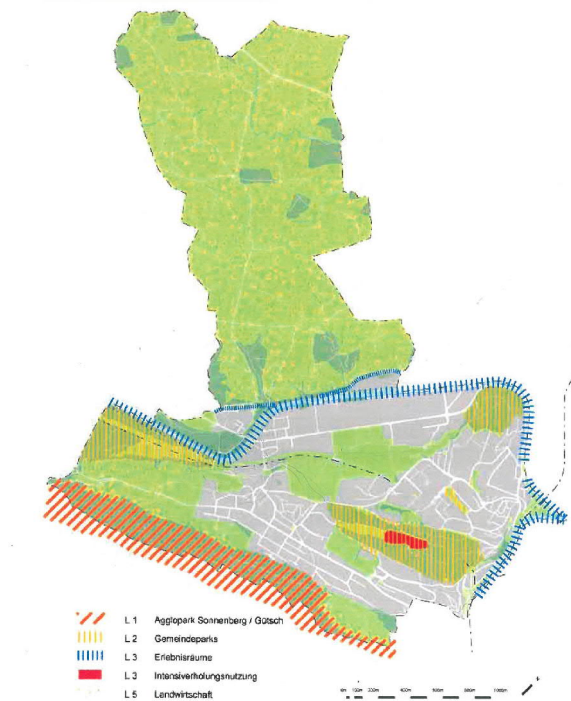 L 1 Agglopark Sonnenberg / Gütsch
L 2 Gemeindeparks
L 3 Erlebnisräume
L 3 Intensiverholungsnutzung
L 5 Landwirtschaft